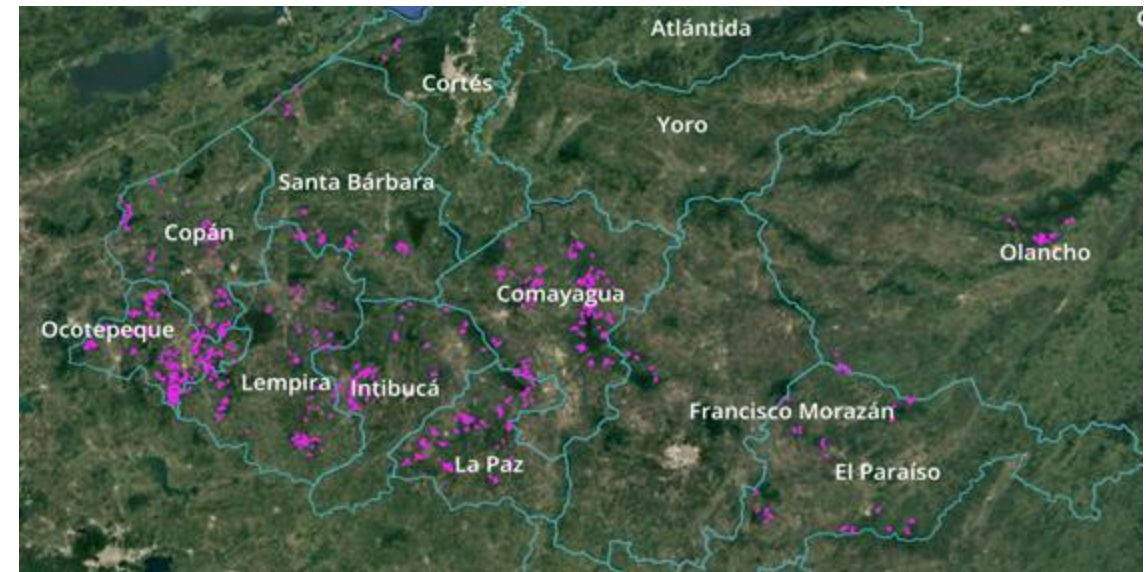 Atlántida
Cortés
Yoro
Santa Bárbara
Copán
Olancho
Comayagua
Ocotepeque
Lempira
Intibucá
Francisco Morazán
La Paz
El Paraíso